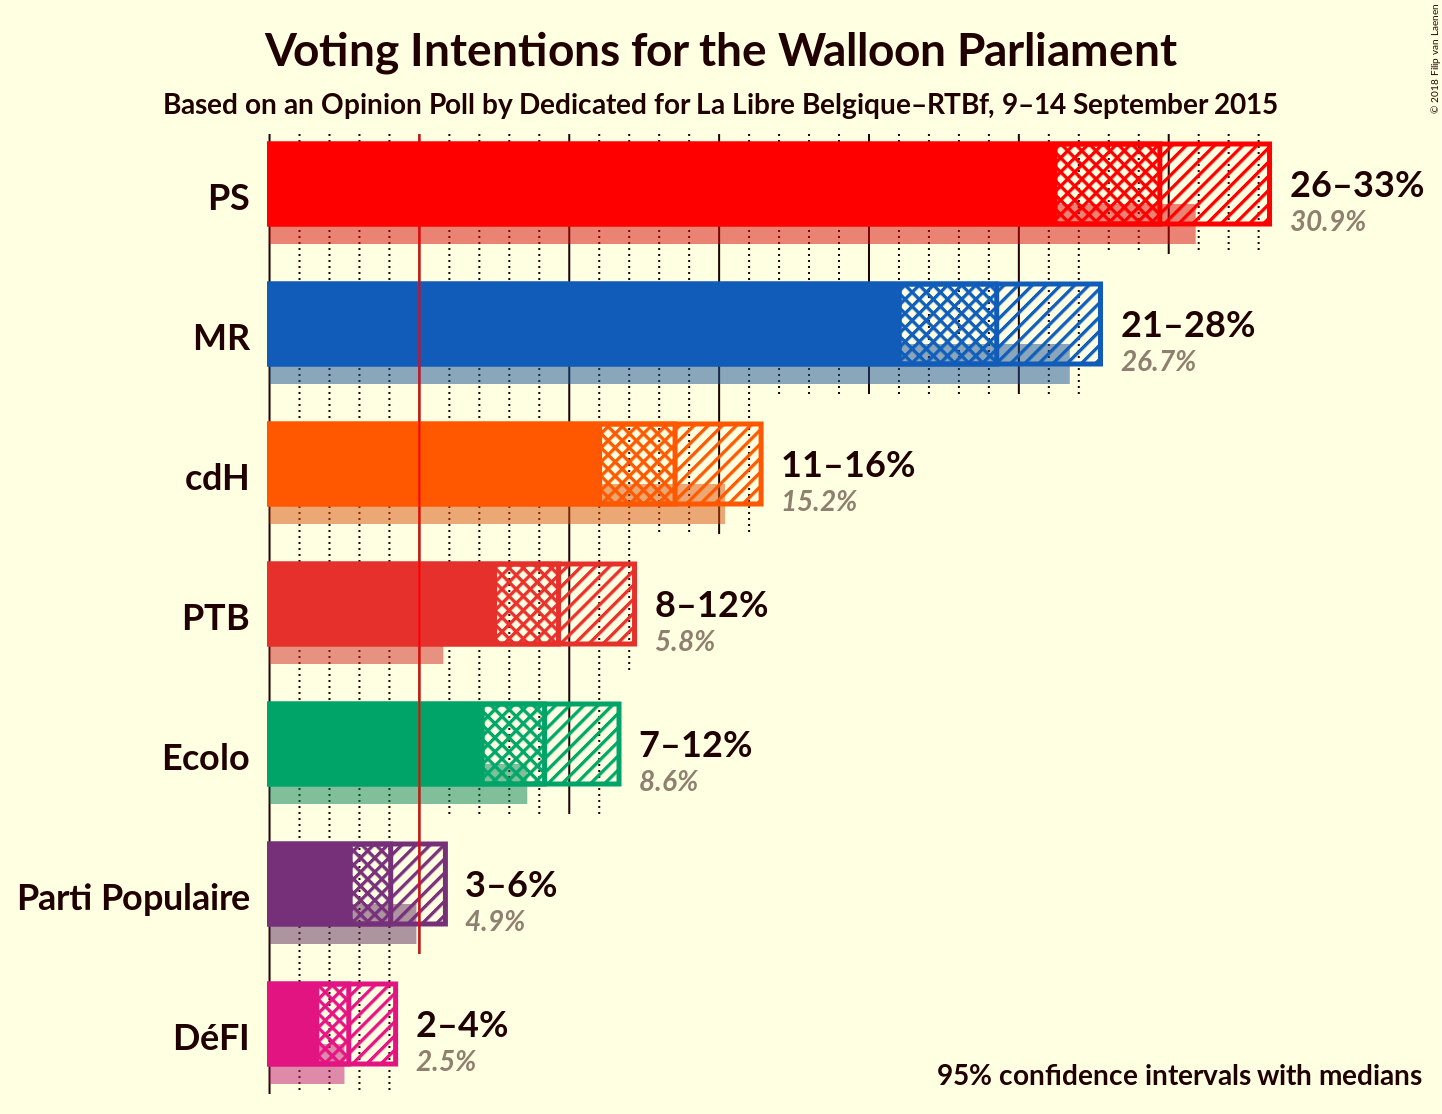 Voting Intentions for the Walloon Parliament
Based on an Opinion Poll by Dedicated for La Libre Belgique–RTBf, 9–14 September 2015
© 2018 Filip van Laenen
PS
26–33%
30.9%
MR
21–28%
26.7%
cdH
11–16%
15.2%
PTB
8–12%
5.8%
Ecolo
7–12%
8.6%
Parti Populaire
3–6%
4.9%
DéFI
2–4%
2.5%
95% confidence intervals with medians